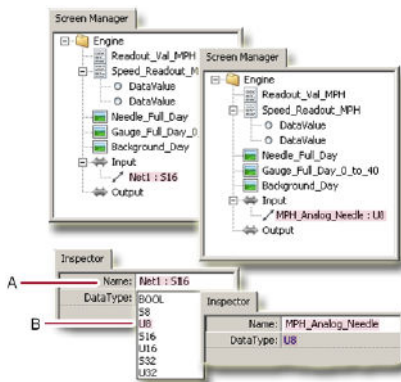 Screen Manager
Engine
Readout_Val_MPH
Speed_Readout_M
DataValue
DataValue
Needle_Full_Day
Gauge_Full_Day_0
Background_Day
Input
Net1 : S16
Output
Screen Manager
Engine
Readout_Val_MPH
Speed_Readout_MPH
DataValue
DataValue
Needle_Full_Day
Gauge_Full_Day_0_to_40
Background_Day
Input
MPH_Analog_Needle : U8
Output
Inspector
A
Name: Net1 : S16
DataType: BOOL
S8
B
U8
S16
U16
S32
U32
Inspector
Name: MPH_Analog_Needle
DataType: U8